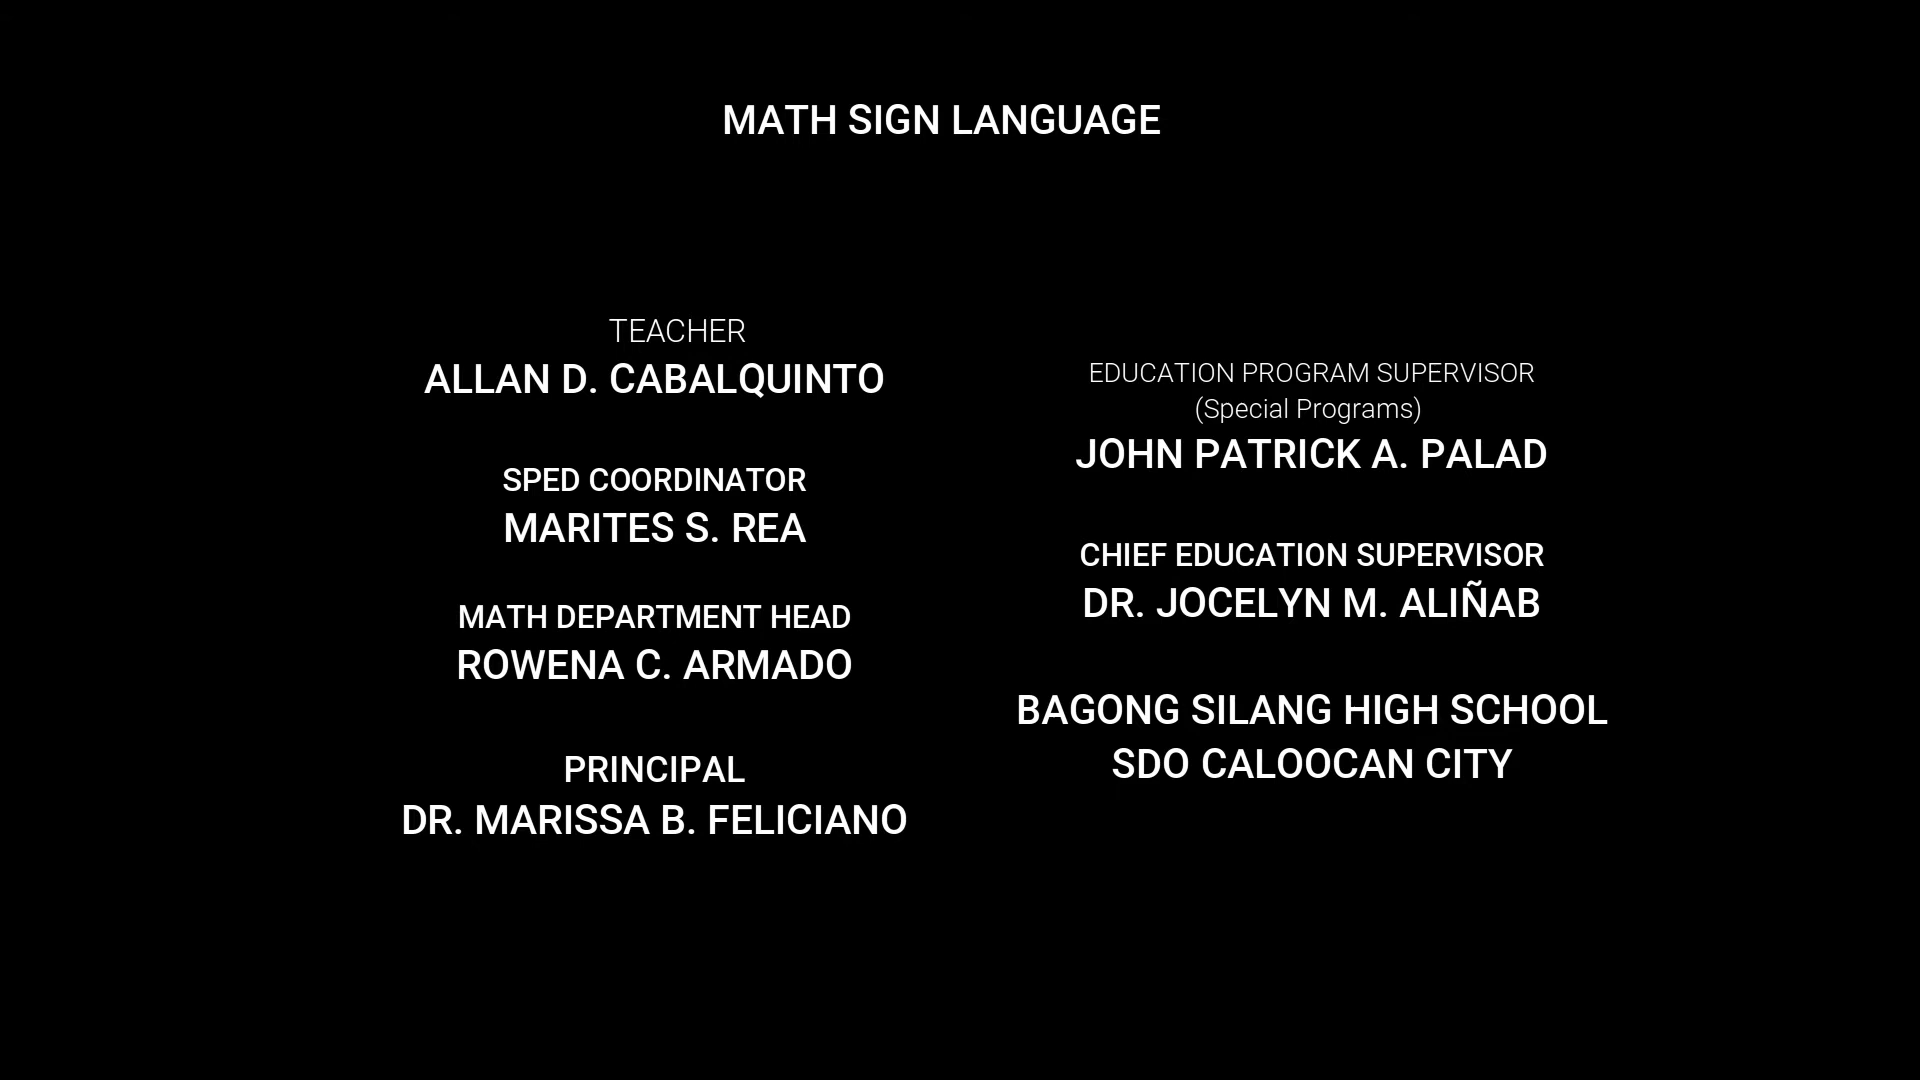 MATH SIGN LANGUAGE
TEACHER
ALLAN D. CABALQUINTO
SPED COORDINATOR
MARITES S. REA
MATH DEPARTMENT HEAD
ROWENA C. ARMADO
PRINCIPAL
DR. MARISSA B. FELICIANO
EDUCATION PROGRAM SUPERVISOR
(Special Programs)
JOHN PATRICK A. PALAD
CHIEF EDUCATION SUPERVISOR
DR. JOCELYN M. ALIÑAB
BAGONG SILANG HIGH SCHOOL
SDO CALOOCAN CITY